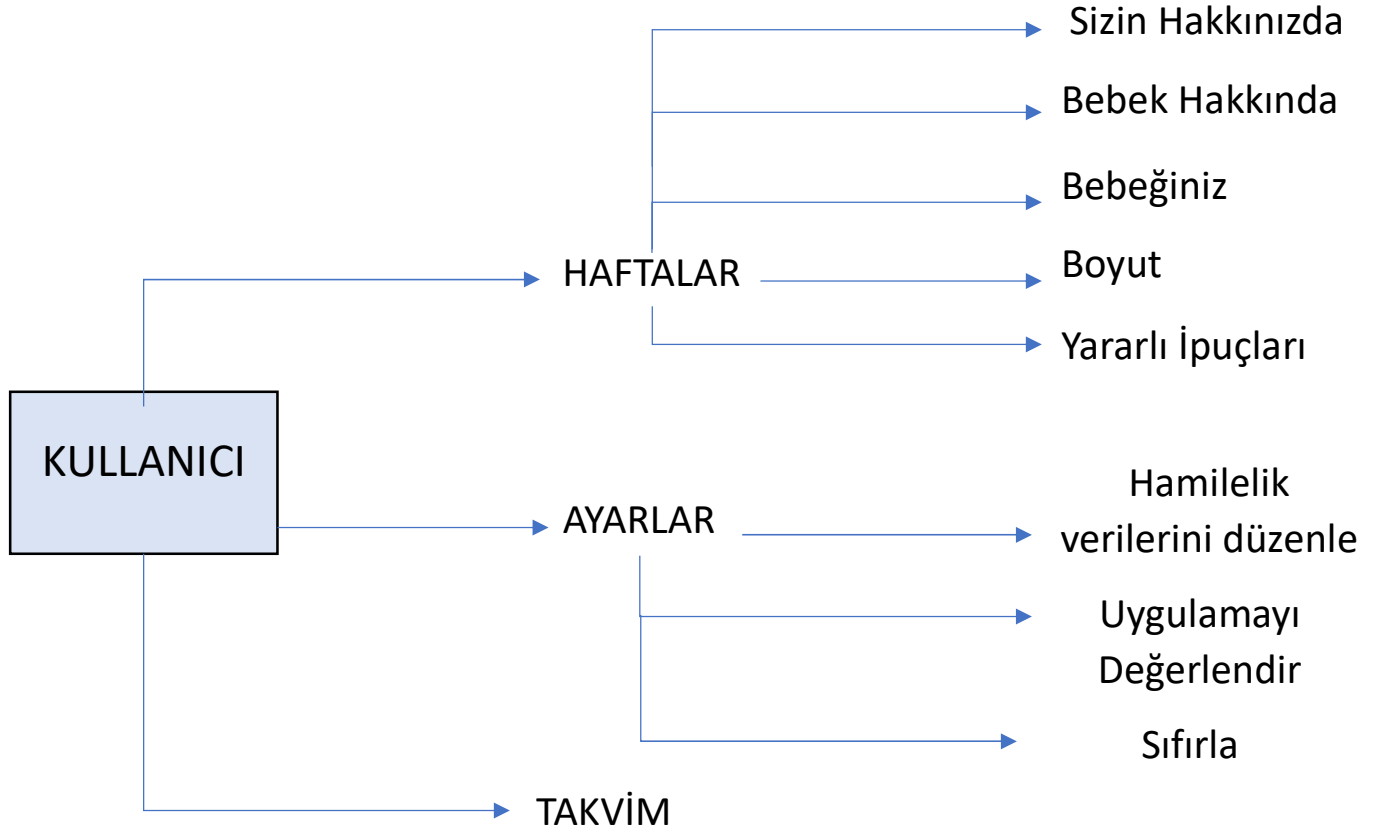 Sizin Hakkınızda
Bebek Hakkında
Bebeğiniz
HAFTALAR
Boyut
Yararlı İpuçları
KULLANICI
AYARLAR
Hamilelik
verilerini düzenle
Uygulamayı
Değerlendir
Sıfırla
TAKVİM